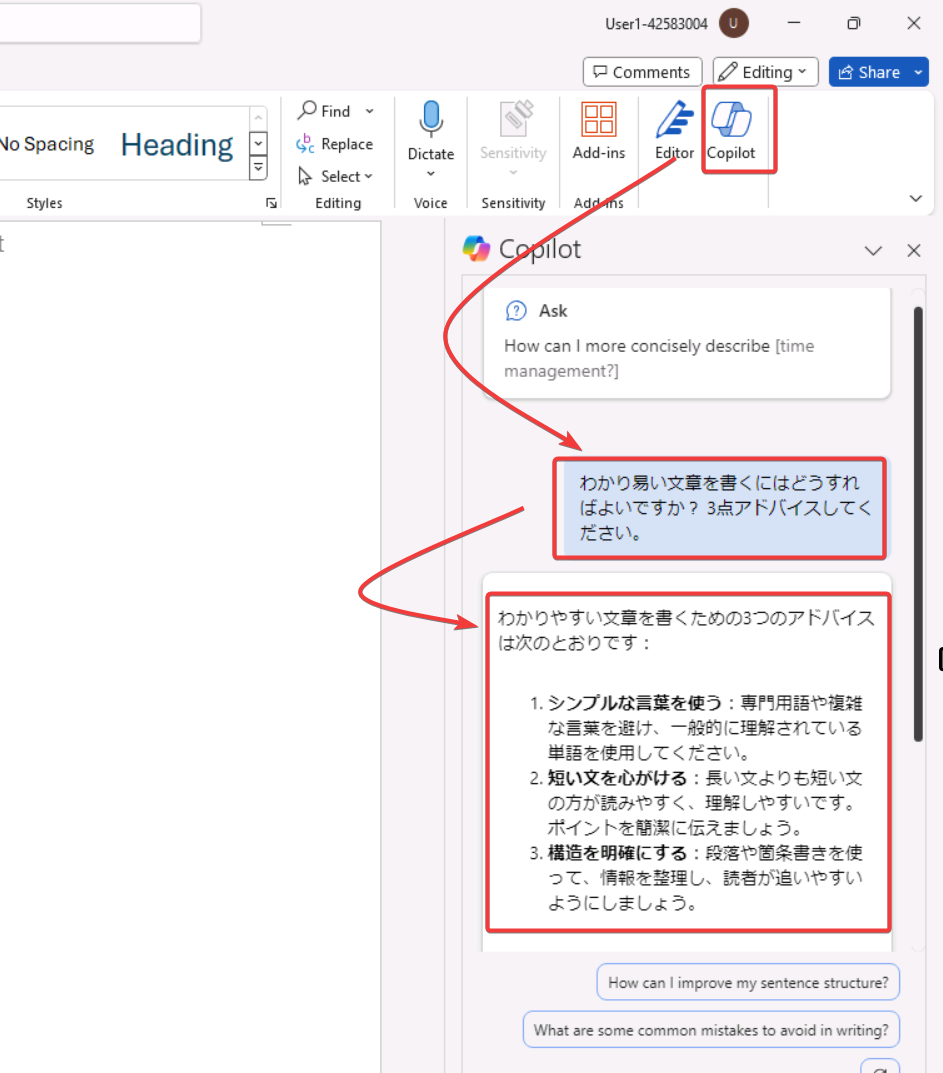 User1-42583004 U
Comments Editing Share
No Spacing Heading
Find
Replace
Select
Dictate
Sensitivity
Add-ins
Editor
Copilot
Styles Editing Voice Sensitivity Add-ins
t
Copilot
Ask
How can I more concisely describe [time
management?]
わかり易い文章を書くにはどうすれ
ばよいですか？ 3点アドバイスしてく
ださい。
わかりやすい文章を書くための3つのアドバイス
は次のとおりです：
1. シンプルな言葉を使う：専門用語や複雑
な言葉を避け、一般的に理解されている
単語を使用してください。
2. 短い文を心がける：長い文よりも短い文
の方が読みやすく、理解しやすいです。
ポイントを簡潔に伝えましょう。
3. 構造を明確にする：段落や箇条書きを使
って、情報を整理し、読者が追いやすい
ようにしましょう。
How can I improve my sentence structure?
What are some common mistakes to avoid in writing?